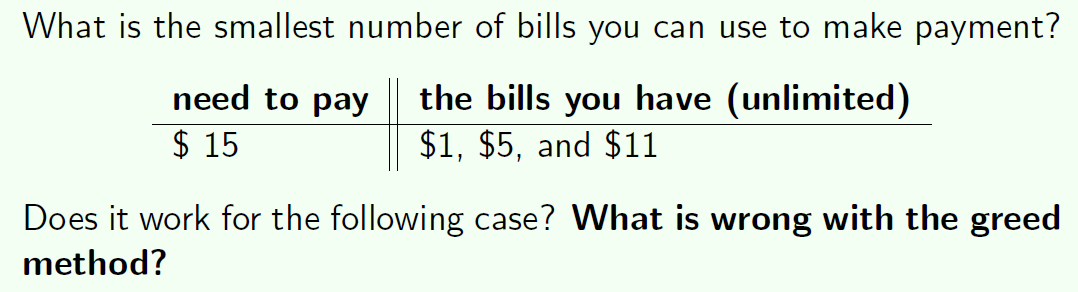 What is the smallest number of bills you can use to make payment?
need to pay the bills you have (unlimited)
$ 15 $1, $5, and $11
Does it work for the following case? What is wrong with the greed
method?